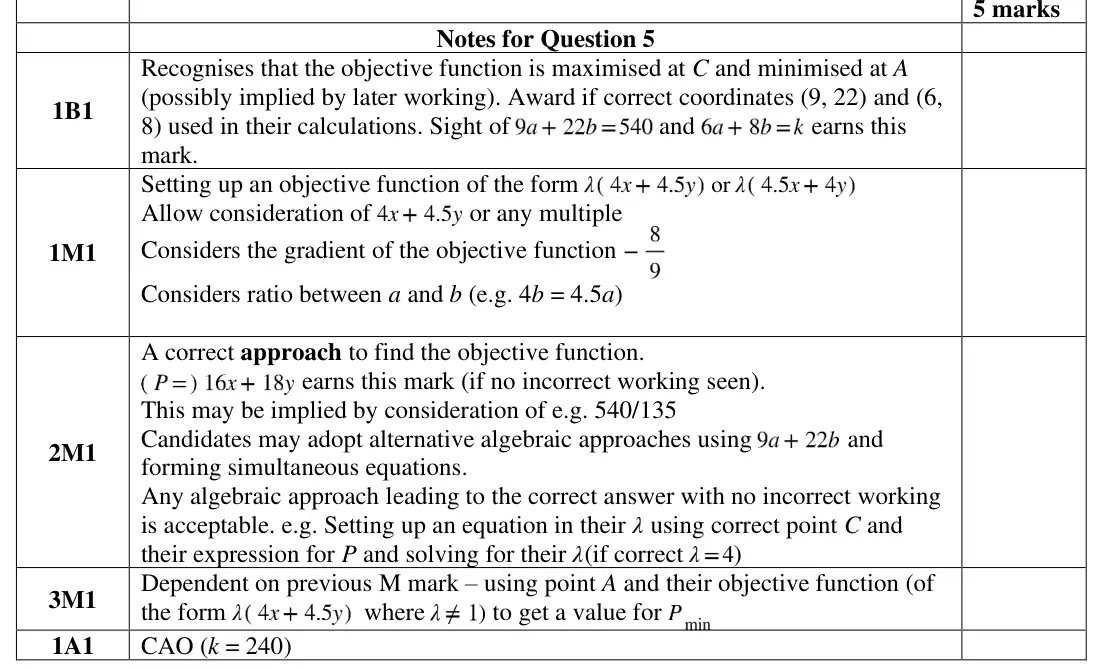 5 marks
Notes for Question 5
1B1
Recognises that the objective function is maximised at C and minimised at A
(possibly implied by later working). Award if correct coordinates (9, 22) and (6,
8) used in their calculations. Sight of 9a + 22b = 540 and 6a + 8b = k earns this
mark.
1M1
Setting up an objective function of the form λ( 4x + 4.5y) or λ( 4.5x + 4y)
Allow consideration of 4x + 4.5y or any multiple
Considers the gradient of the objective function − 8/9
Considers ratio between a and b (e.g. 4b = 4.5a)
2M1
A correct approach to find the objective function.
( P = ) 16x + 18y earns this mark (if no incorrect working seen).
This may be implied by consideration of e.g. 540/135
Candidates may adopt alternative algebraic approaches using 9a + 22b and
forming simultaneous equations.
Any algebraic approach leading to the correct answer with no incorrect working
is acceptable. e.g. Setting up an equation in their λ using correct point C and
their expression for P and solving for their λ(if correct λ = 4)
3M1
Dependent on previous M mark – using point A and their objective function (of
the form λ( 4x + 4.5y) where λ ≠ 1) to get a value for P min
1A1
CAO (k = 240)